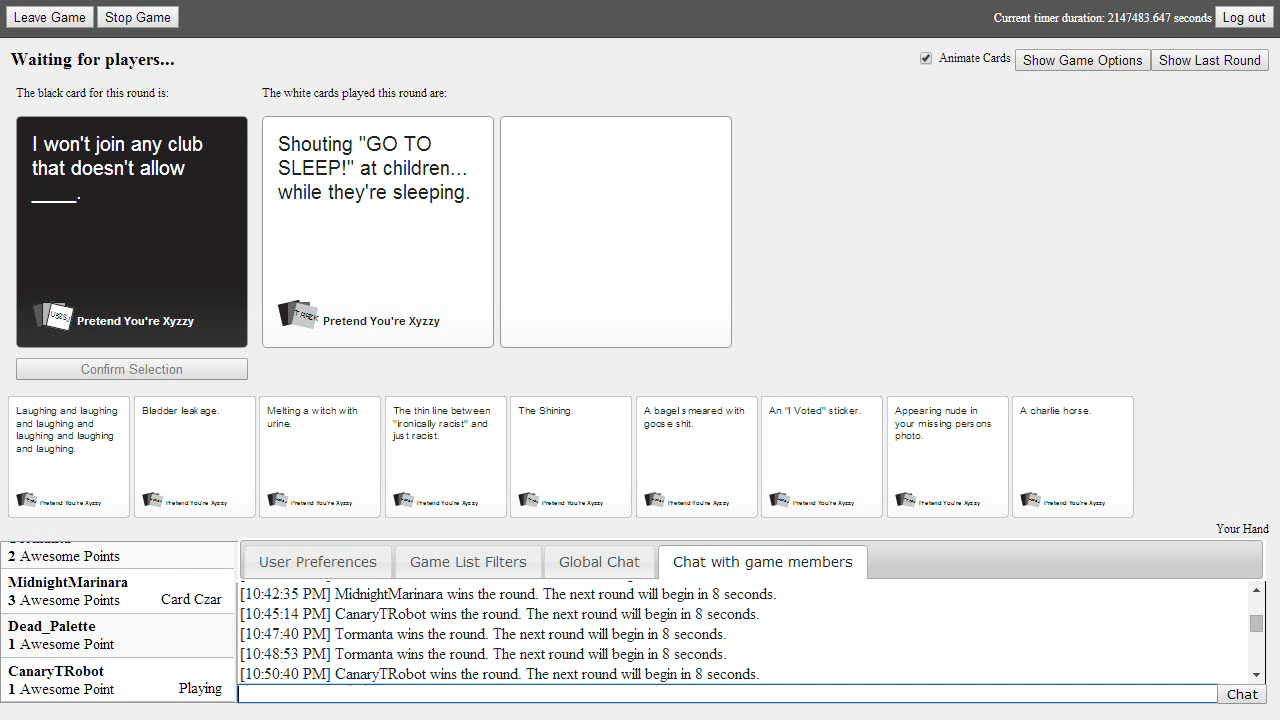 Leave Game
Stop Game
Current timer duration: 2147483.647 seconds
Log out
Waiting for players...
Animate Cards
Show Game Options
Show Last Round
The black card for this round is:
The white cards played this round are:
I won't join any club
that doesn't allow
____.
Pretend You're Xyzzy
Shouting "GO TO
SLEEP!" at children...
while they're sleeping.
Pretend You're Xyzzy
Confirm Selection
Laughing and laughing
and laughing and
laughing and laughing
and laughing.
Pretend You're Xyzzy
Bladder leakage.
Pretend You're Xyzzy
Melting a witch with
urine.
Pretend You're Xyzzy
The thin line between
"ironically racist" and
just racist.
Pretend You're Xyzzy
The Shining.
Pretend You're Xyzzy
A bagel smeared with
goose shit.
Pretend You're Xyzzy
An "I Voted" sticker.
Pretend You're Xyzzy
Appearing nude in
your missing persons
photo.
Pretend You're Xyzzy
A charlie horse.
Pretend You're Xyzzy
Your Hand
2 Awesome Points
MidnightMarinara
3 Awesome Points
Card Czar
Dead_Palette
1 Awesome Point
CanaryTRobot
1 Awesome Point
Playing
User Preferences
Game List Filters
Global Chat
Chat with game members
[10:42:35 PM] MidnightMarinara wins the round. The next round will begin in 8 seconds.
[10:45:14 PM] CanaryTRobot wins the round. The next round will begin in 8 seconds.
[10:47:40 PM] Tormanta wins the round. The next round will begin in 8 seconds.
[10:48:53 PM] Tormanta wins the round. The next round will begin in 8 seconds.
[10:50:40 PM] CanaryTRobot wins the round. The next round will begin in 8 seconds.
Chat